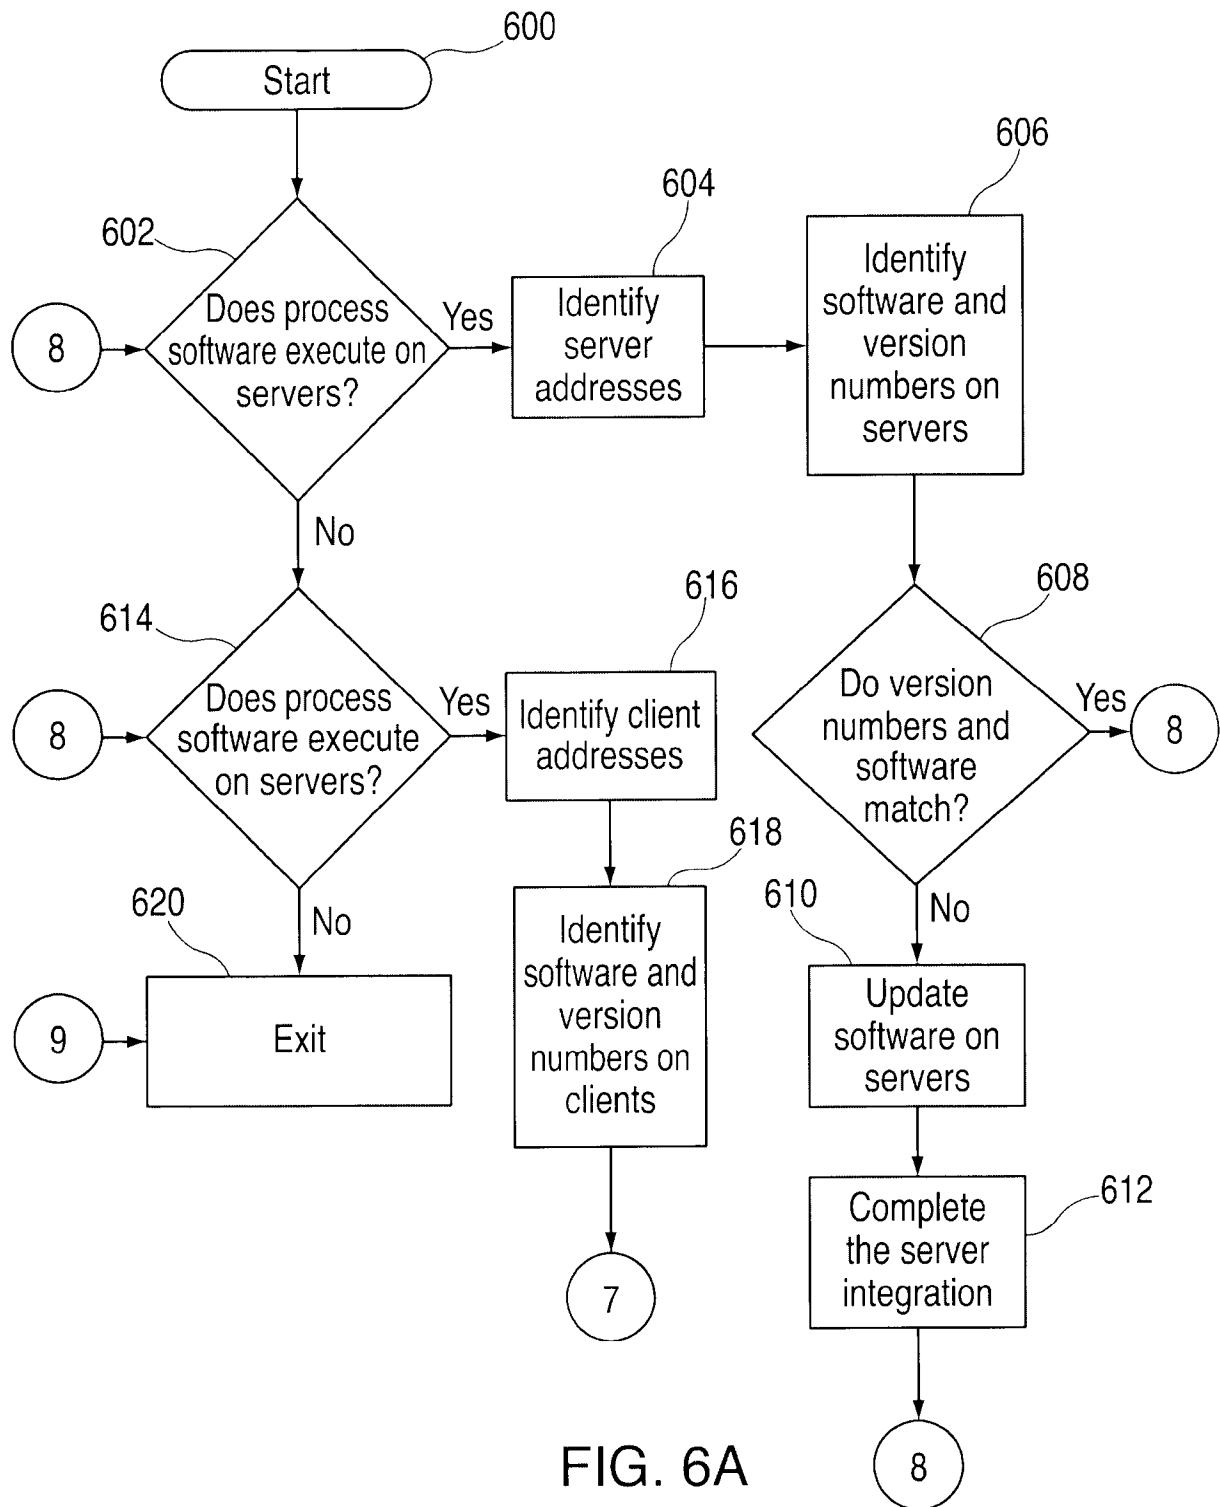 600
Start
602
8
Does process
software execute on
servers?
Yes
604
Identify
server
addresses
606
Identify
software and
version
numbers on
servers
No
614
8
Does process
software execute
on servers?
Yes
616
Identify client
addresses
608
Do version
numbers and
software
match?
Yes
8
No
620
9
Exit
618
Identify
software and
version
numbers on
clients
7
No
610
Update
software on
servers
612
Complete
the server
integration
8
FIG. 6A